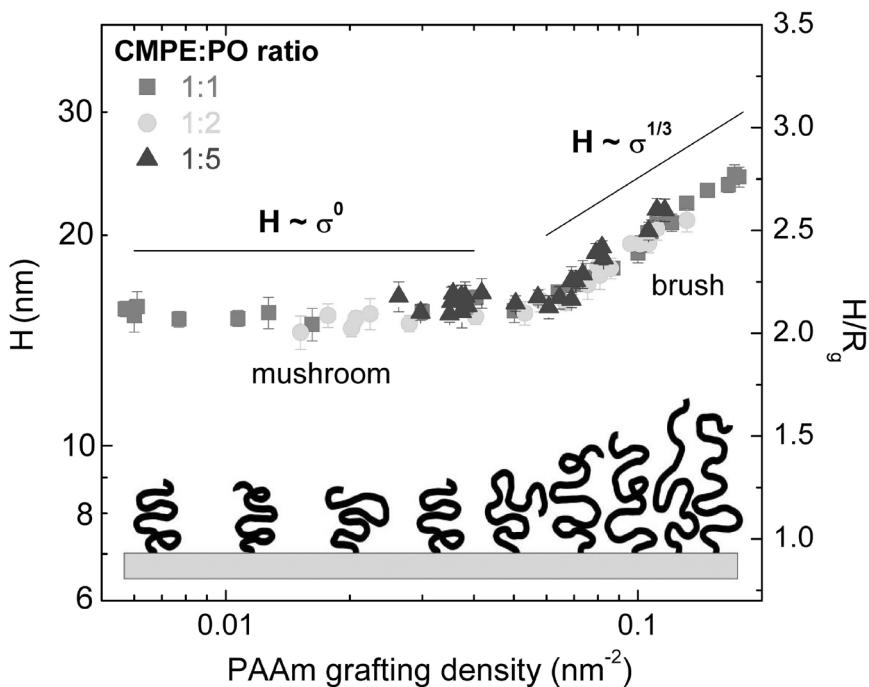 CMPE:PO ratio
1:1
1:2
1:5
H ~ σ^0
H ~ σ^1/3
mushroom
brush
H (nm)
30
20
10
8
6
H/R_g
3.5
3.0
2.5
2.0
1.5
1.0
0.01
0.1
PAAm grafting density (nm^-2)